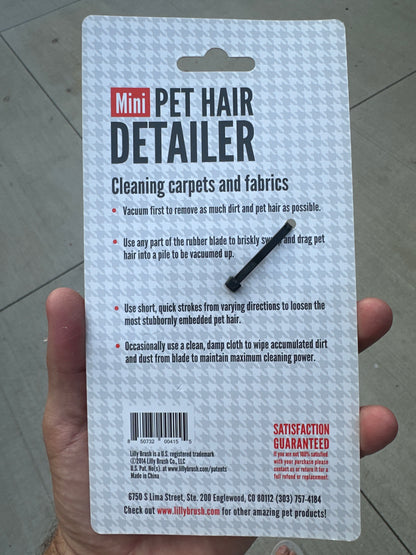 Mini PET HAIR
DETAILER
Cleaning carpets and fabrics
• Vacuum first to remove as much dirt and pet hair as possible.
• Use any part of the rubber blade to briskly and drag pet
hair into a pile to be vacuumed up.
• Use short, quick strokes from varying directions to loosen the
most stubbornly embedded pet hair.
• Occasionally use a clean, damp cloth to wipe accumulated dirt
and dust from blade to maintain maximum cleaning power.
8 50732 00415 5
Lilly Brush is a U.S. registered trademark
©2014 Lilly Brush Co., LLC
U.S. Pat. No(s). at www.lillybrush.com/patents
Made in China
SATISFACTION
GUARANTEED
If you are not 100% satisfied
with your purchase please
contact us or return it for a
full refund or replacement.
6750 S Lima Street, Ste. 200 Englewood, CO 80112 (303) 757-4184
Check out www.lillybrush.com for other amazing pet products!